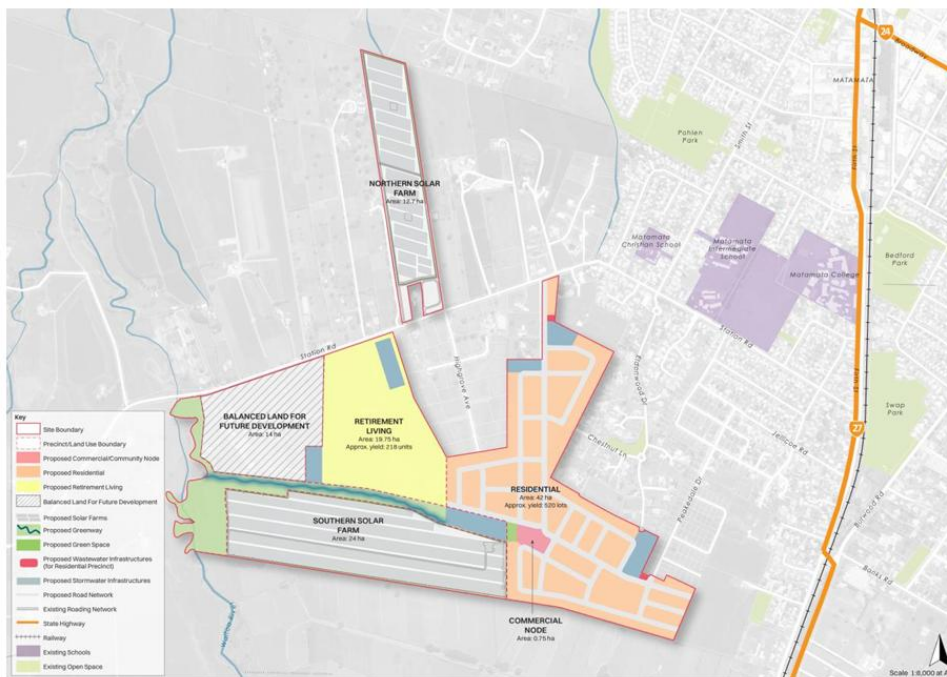 24
Broadway
MATAMATA
Firth St
Pohlen
Park
Smith St
NORTHERN SOLAR
FARM
Area: 12.7 ha
Matamata
Christian School
Matamata
Intermediate
School
Matamata College
Bedford
Park
Station Rd
Station Rd
Highgrove Ave
Swap
Park
27
Jellicoe Rd
Chestnut Ln
Peakedale Dr
Burwood Rd
Banks Rd
BALANCED LAND FOR
FUTURE DEVELOPMENT
Area: 14 ha
RETIREMENT
LIVING
Area: 19.75 ha
Approx. yield: 218 units
RESIDENTIAL
Area: 42 ha
Approx. yield: 520 lots
SOUTHERN SOLAR
FARM
Area: 24 ha
COMMERCIAL
NODE
Area: 0.75 ha
Key
Site Boundary
Precinct/Land Use Boundary
Proposed Commercial/Community Node
Proposed Residential
Proposed Retirement Living
Balanced Land For Future Development
Proposed Solar Farms
Proposed Greenway
Proposed Green Space
Proposed Wastewater Infrastructures
(for Residential Precinct)
Proposed Stormwater Infrastructures
Proposed Road Network
Existing Roading Network
State Highway
Railway
Existing Schools
Existing Open Space
Scale 1:6,000 at A